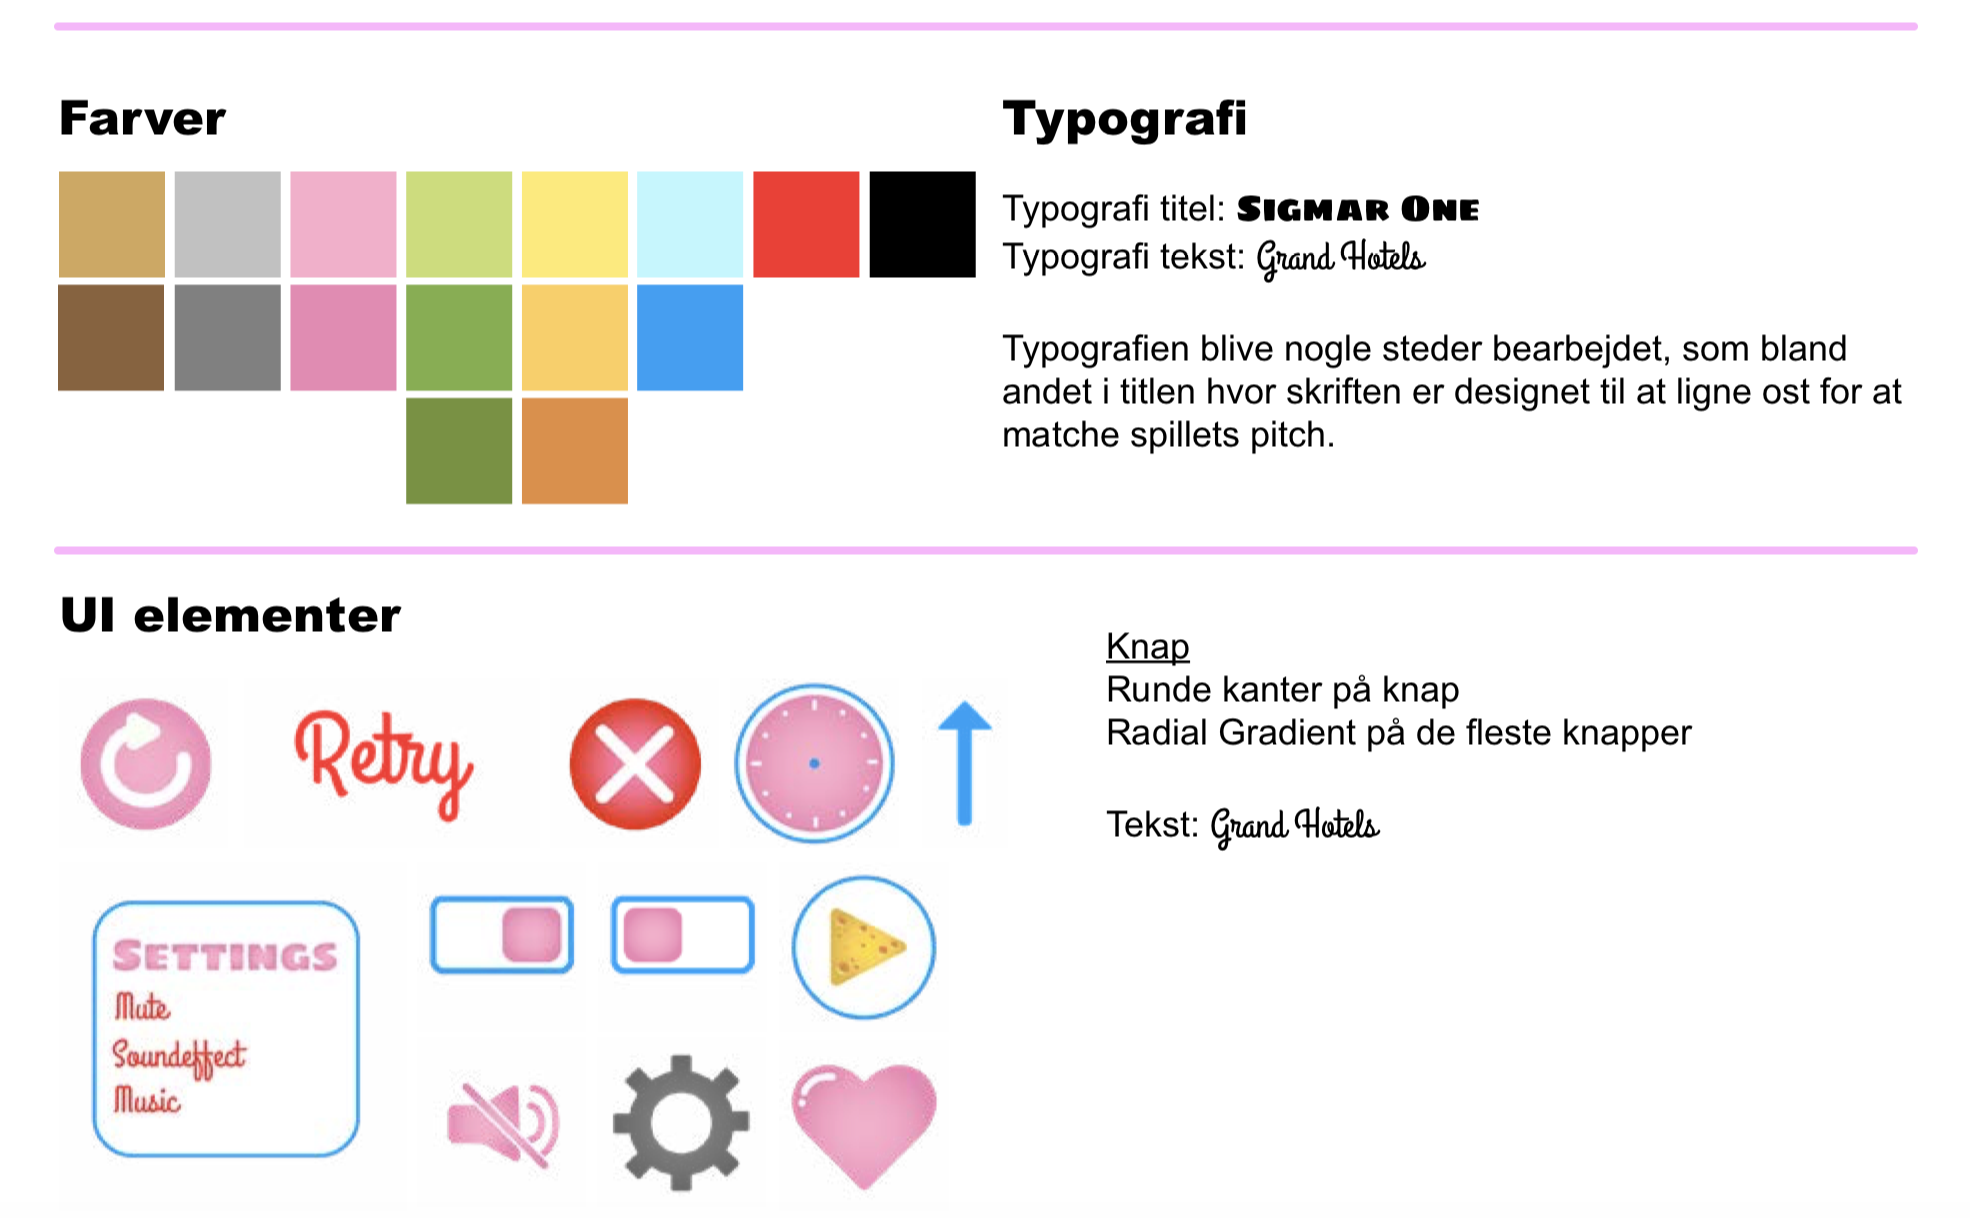 Farver
Typografi
Typografi titel: Sigmar One
Typografi tekst: Grand Hotels
Typografien blive nogle steder bearbejdet, som bland
andet i titlen hvor skriften er designet til at ligne ost for at
matche spillets pitch.
UI elementer
Retry
Settings
Mute
Soundeffect
Music
Knap
Runde kanter på knap
Radial Gradient på de fleste knapper
Tekst: Grand Hotels